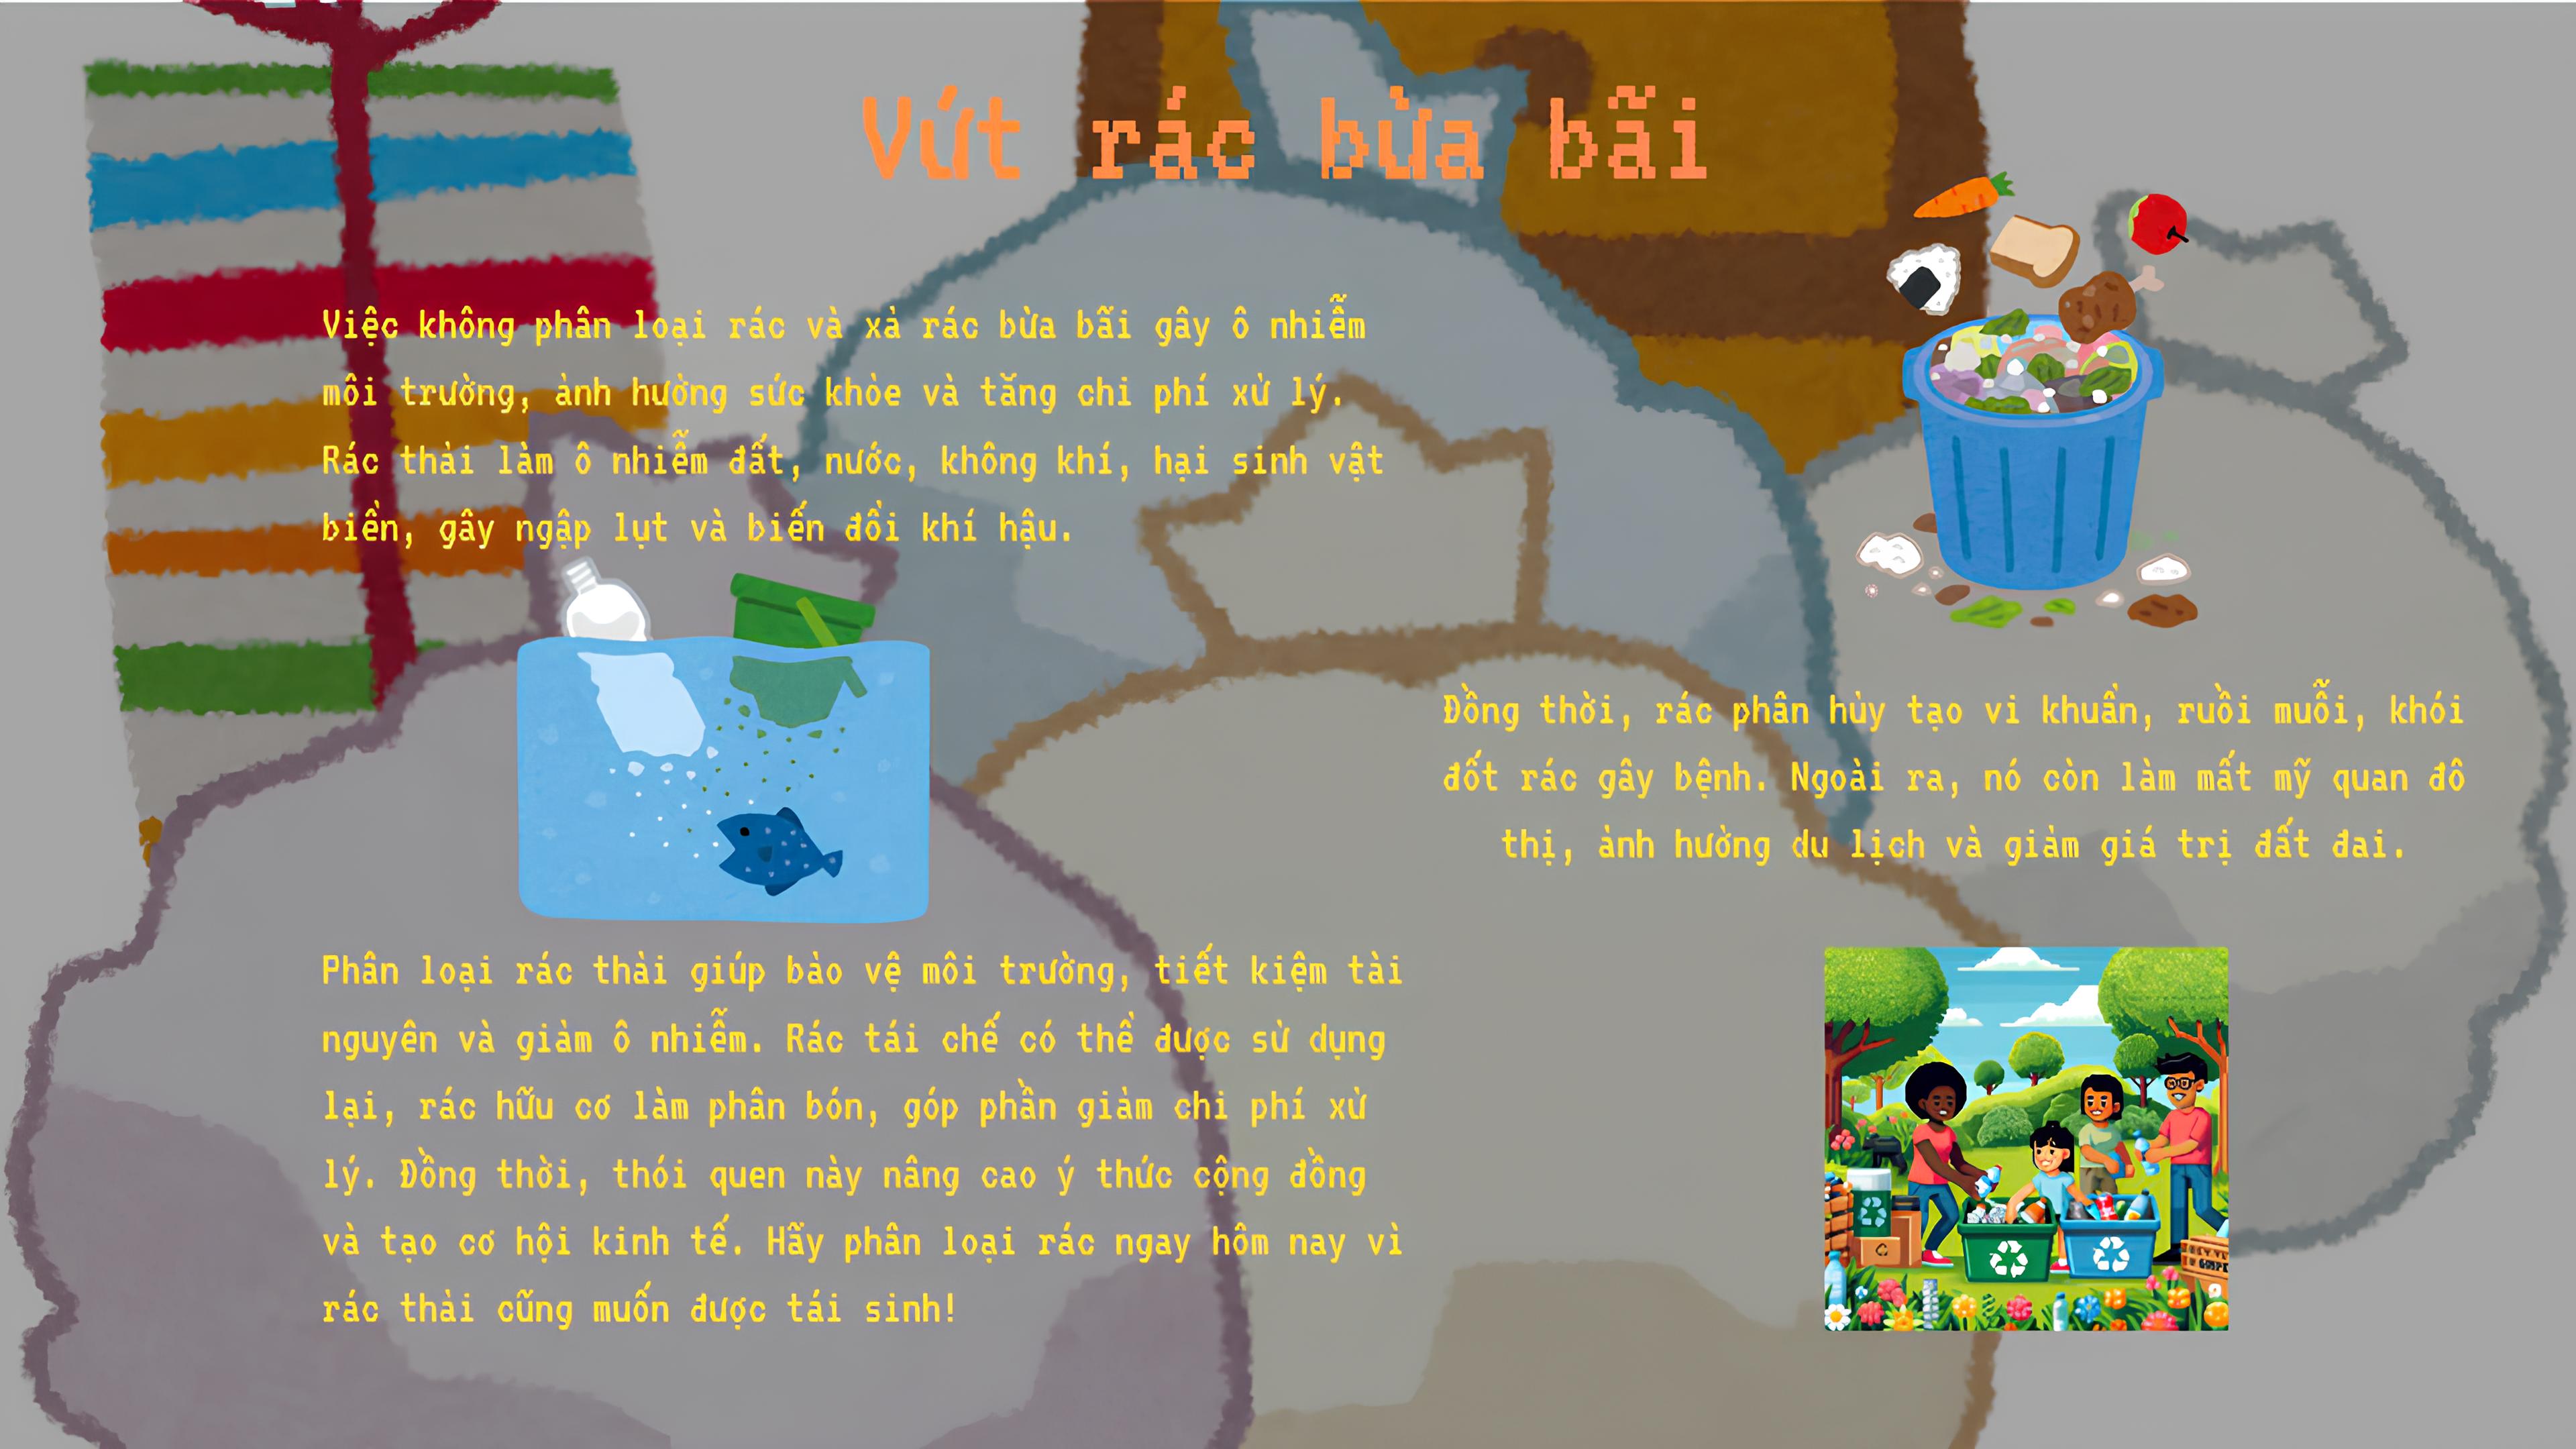 Vứt rác bừa bãi
Việc không phân loại rác và xả rác bừa bãi gây ô nhiễm
môi trường, ảnh hưởng sức khỏe và tăng chi phí xử lý.
Rác thải làm ô nhiễm đất, nước, không khí, hại sinh vật
biển, gây ngập lụt và biến đổi khí hậu.
Đồng thời, rác phân hủy tạo vi khuẩn, ruồi muỗi, khói
đốt rác gây bệnh. Ngoài ra, nó còn làm mất mỹ quan đô
thị, ảnh hưởng du lịch và giảm giá trị đất đai.
Phân loại rác thải giúp bảo vệ môi trường, tiết kiệm tài
nguyên và giảm ô nhiễm. Rác tái chế có thể được sử dụng
lại, rác hữu cơ làm phân bón, góp phần giảm chi phí xử
lý. Đồng thời, thói quen này nâng cao ý thức cộng đồng
và tạo cơ hội kinh tế. Hãy phân loại rác ngay hôm nay vì
rác thải cũng muốn được tái sinh!